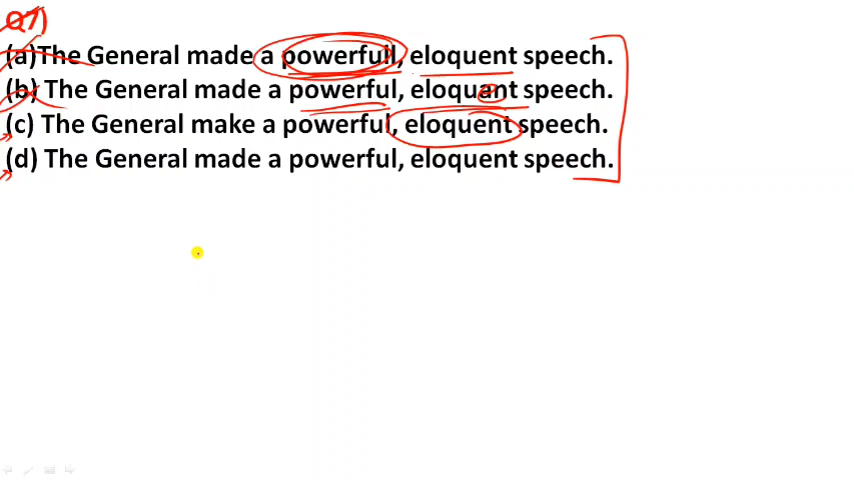 Q7)
(a)The General made a powerfull, eloquent speech.
(b) The General made a powerful, eloquant speech.
(c) The General make a powerful, eloquent speech.
(d) The General made a powerful, eloquent speech.